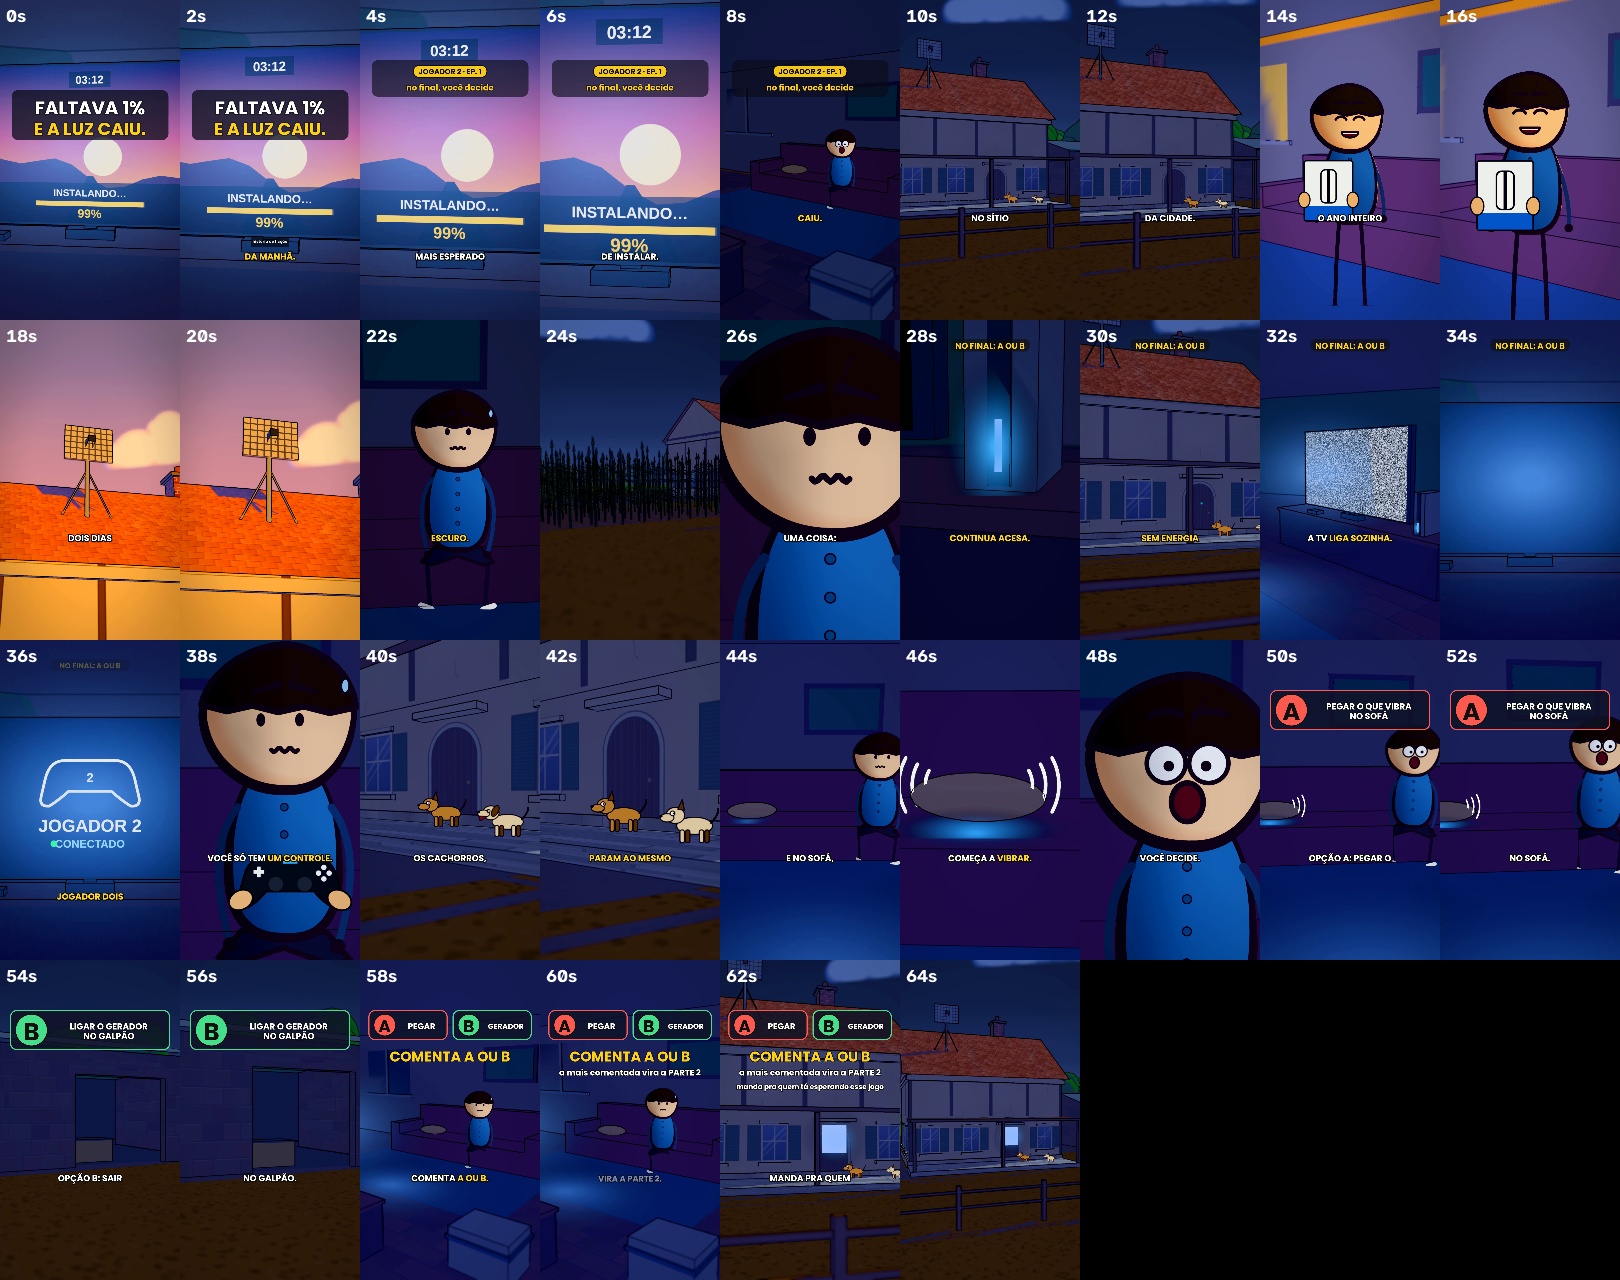 0s
03:12
FALTAVA 1%
E A LUZ CAIU.
INSTALANDO...
99%
2s
03:12
FALTAVA 1%
E A LUZ CAIU.
INSTALANDO...
99%
DA MANHÃ.
4s
03:12
JOGADOR 2 · EP. 1
no final, você decide
INSTALANDO...
99%
MAIS ESPERADO
6s
03:12
JOGADOR 2 · EP. 1
no final, você decide
INSTALANDO...
99%
DE INSTALAR.
8s
JOGADOR 2 · EP. 1
no final, você decide
CAIU.
10s
NO SÍTIO
12s
DA CIDADE.
14s
O ANO INTEIRO
16s
18s
DOIS DIAS
20s
22s
ESCURO.
24s
26s
UMA COISA:
28s
NO FINAL: A OU B
CONTINUA ACESA.
30s
NO FINAL: A OU B
SEM ENERGIA
32s
NO FINAL: A OU B
A TV LIGA SOZINHA.
34s
NO FINAL: A OU B
36s
NO FINAL: A OU B
2
JOGADOR 2
CONECTADO
JOGADOR DOIS
38s
VOCÊ SÓ TEM UM CONTROLE.
40s
OS CACHORROS,
42s
PARAM AO MESMO
44s
E NO SOFÁ,
46s
COMEÇA A VIBRAR.
48s
VOCÊ DECIDE.
50s
A
PEGAR O QUE VIBRA
NO SOFÁ
OPÇÃO A: PEGAR O
52s
A
PEGAR O QUE VIBRA
NO SOFÁ
NO SOFÁ.
54s
B
LIGAR O GERADOR
NO GALPÃO
OPÇÃO B: SAIR
56s
B
LIGAR O GERADOR
NO GALPÃO
NO GALPÃO.
58s
A PEGAR
B GERADOR
COMENTA A OU B
COMENTA A OU B.
60s
A PEGAR
B GERADOR
COMENTA A OU B
a mais comentada vira a PARTE 2
VIRA A PARTE 2.
62s
A PEGAR
B GERADOR
COMENTA A OU B
a mais comentada vira a PARTE 2
manda pra quem tá esperando esse jogo
MANDA PRA QUEM
64s